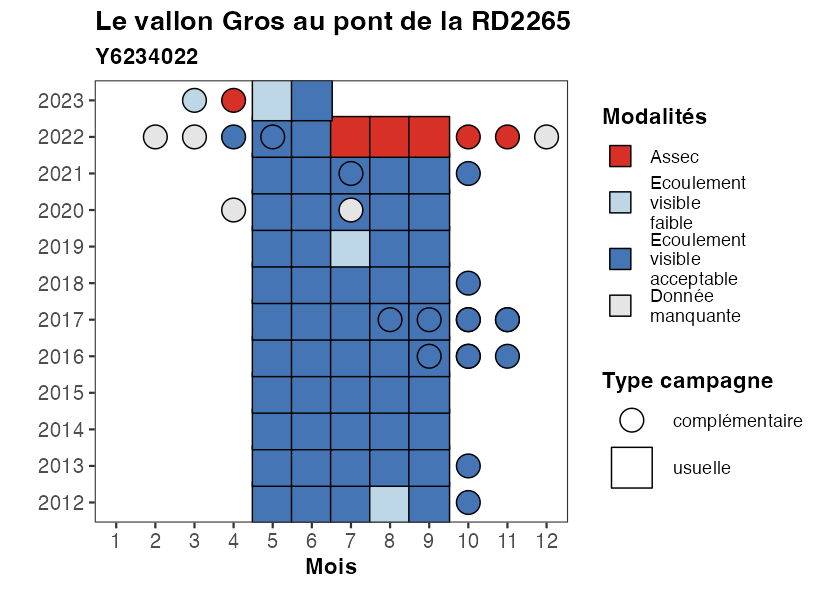 Le vallon Gros au pont de la RD2265
Y6234022
2023
2022
2021
2020
2019
2018
2017
2016
2015
2014
2013
2012
1 2 3 4 5 6 7 8 9 10 11 12
Mois
Modalités
Assec
Ecoulement
visible
faible
Ecoulement
visible
acceptable
Donnée
manquante
Type campagne
complémentaire
usuelle